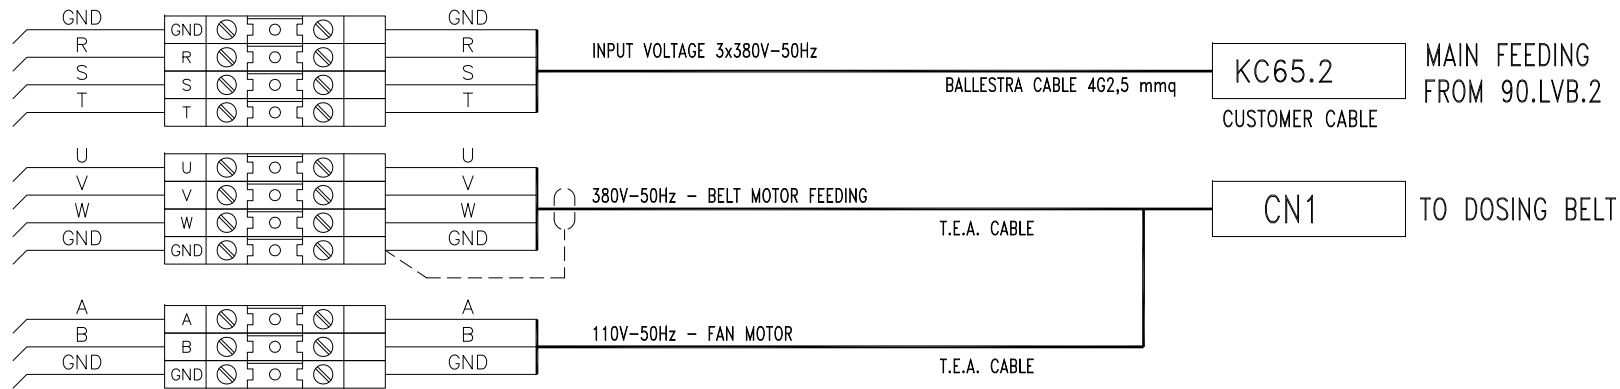 GND GND GND
R R R
S S S
T T T
INPUT VOLTAGE 3x380V-50Hz
BALLESTRA CABLE 4G2,5 mmq
KC65.2
CUSTOMER CABLE
MAIN FEEDING
FROM 90.LVB.2
U U U
V V V
W W W
GND GND GND
380V-50Hz - BELT MOTOR FEEDING
T.E.A. CABLE
CN1
TO DOSING BELT
A A A
B B B
GND GND GND
110V-50Hz - FAN MOTOR
T.E.A. CABLE